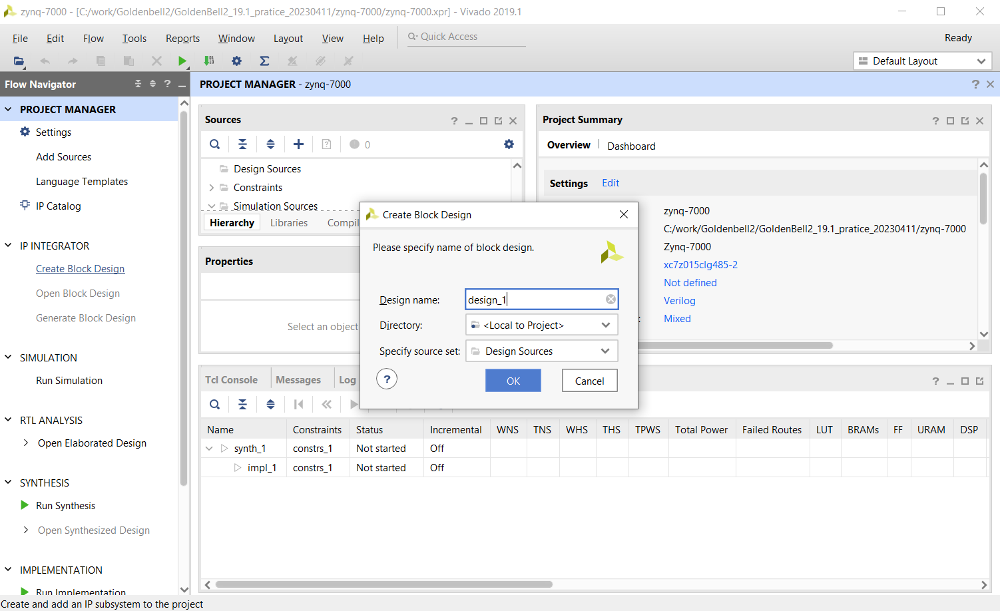 zynq-7000 - [C:/work/Goldenbell2/GoldenBell2_19.1_pratice_20230411/zynq-7000/zynq-7000.xpr] - Vivado 2019.1
File Edit Flow Tools Reports Window Layout View Help Quick Access Ready
Default Layout
Flow Navigator
PROJECT MANAGER
Settings
Add Sources
Language Templates
IP Catalog
IP INTEGRATOR
Create Block Design
Open Block Design
Generate Block Design
SIMULATION
Run Simulation
RTL ANALYSIS
Open Elaborated Design
SYNTHESIS
Run Synthesis
Open Synthesized Design
IMPLEMENTATION
Run Implementation
PROJECT MANAGER - zynq-7000
Sources
0
Design Sources
Constraints
Simulation Sources
Hierarchy Libraries Compil
Properties
Select an object
Project Summary
Overview Dashboard
Settings Edit
zynq-7000
C:/work/Goldenbell2/GoldenBell2_19.1_pratice_20230411/zynq-7000
Zynq-7000
xc7z015clg485-2
Not defined
Verilog
: Mixed
Create Block Design
Please specify name of block design.
Design name: design_1
Directory: <Local to Project>
Specify source set: Design Sources
? OK Cancel
Tcl Console Messages Log
Name Constraints Status Incremental WNS TNS WHS THS TPWS Total Power Failed Routes LUT BRAMs FF URAM DSP
synth_1 constrs_1 Not started Off
impl_1 constrs_1 Not started Off
Create and add an IP subsystem to the project